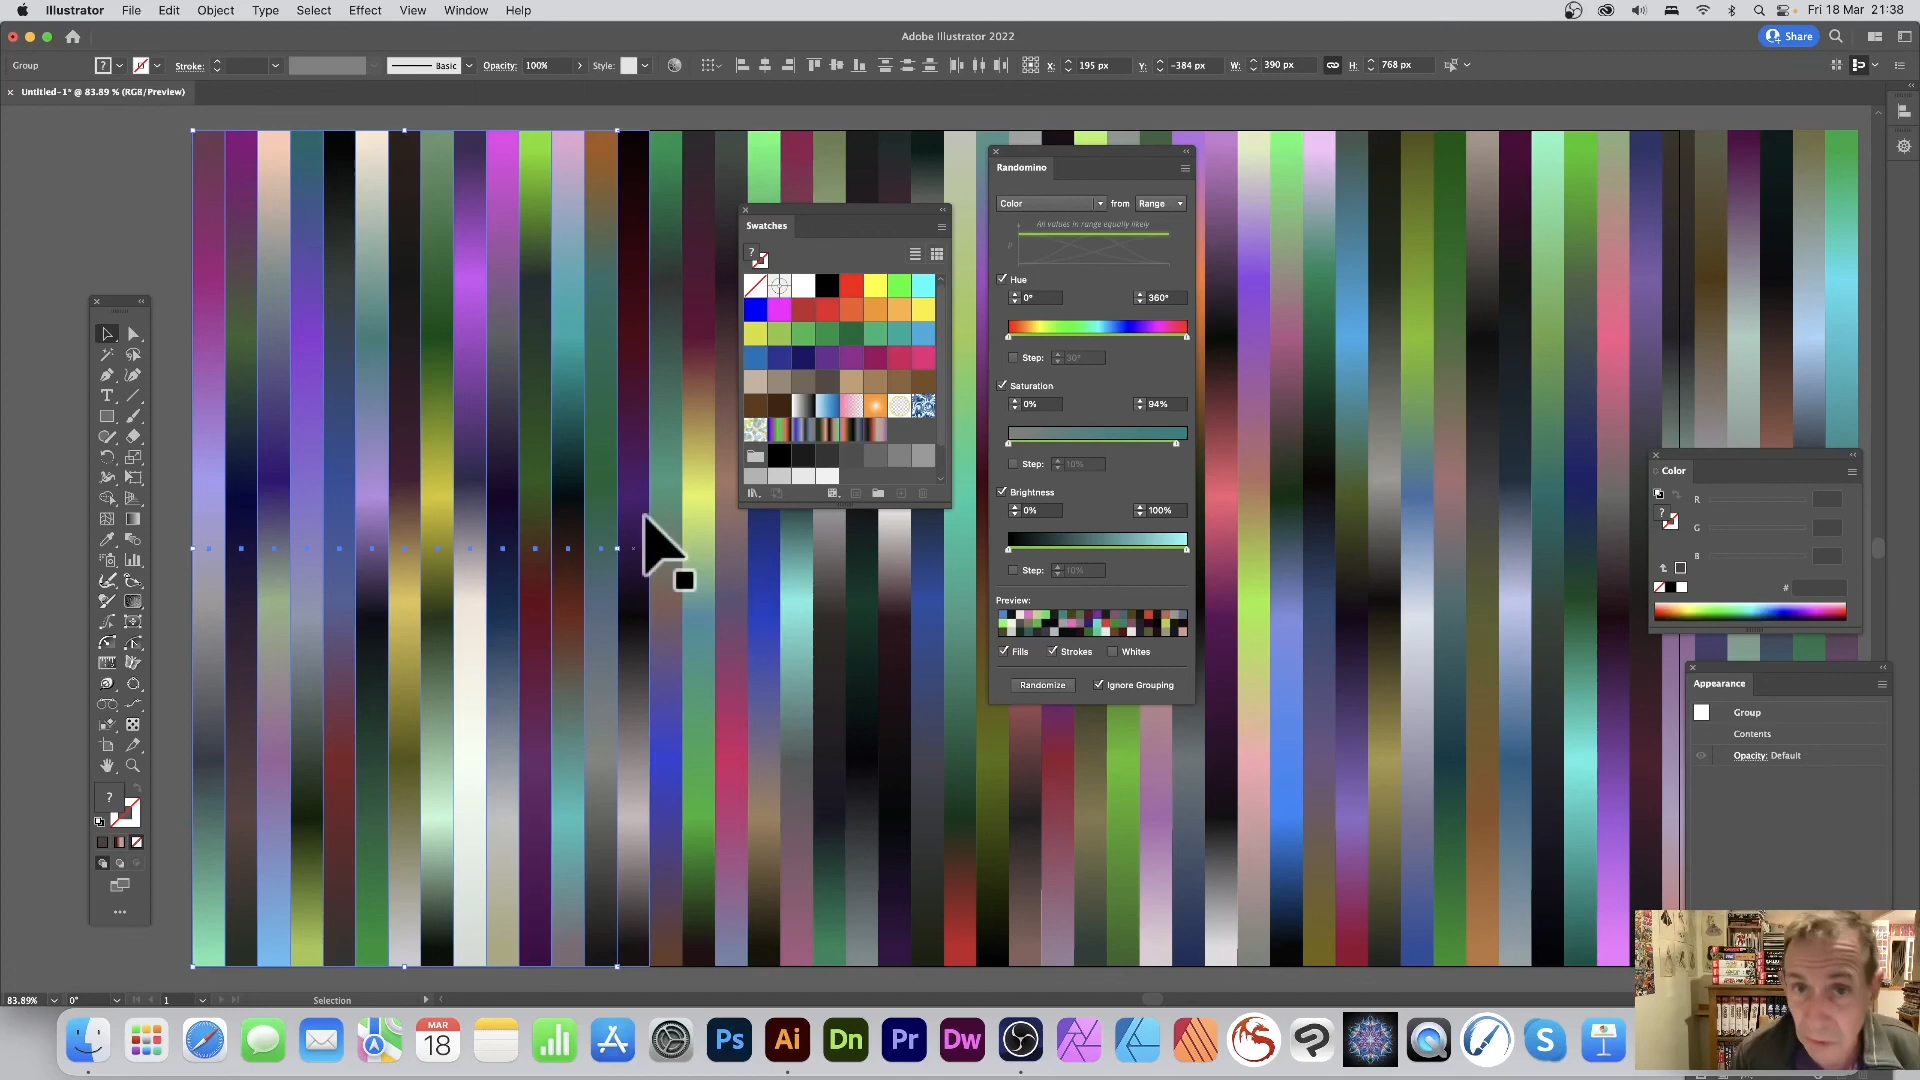 Illustrator File Edit Object Type Select Effect View Window Help
Fri 18 Mar 21:38
Adobe Illustrator 2022
Share
Group
?
Stroke:
Basic
Opacity: 100%
Style:
X: 195 px
Y: -384 px
W: 390 px
H: 768 px
Untitled-1* @ 83.89 % (RGB/Preview)
Randomino
Color
from
Range
All values in range equally likely
Hue
0°
360°
Step: 30°
Saturation
0%
94%
Step: 10%
Brightness
0%
100%
Step: 10%
Preview:
Fills
Strokes
Whites
Randomize
Ignore Grouping
Swatches
?
Color
R
G
B
?
#
Appearance
Group
Contents
Opacity: Default
T
?
83.89%
0°
1
Selection
MAR
18
Ps
Ai
Dn
Pr
Dw
S